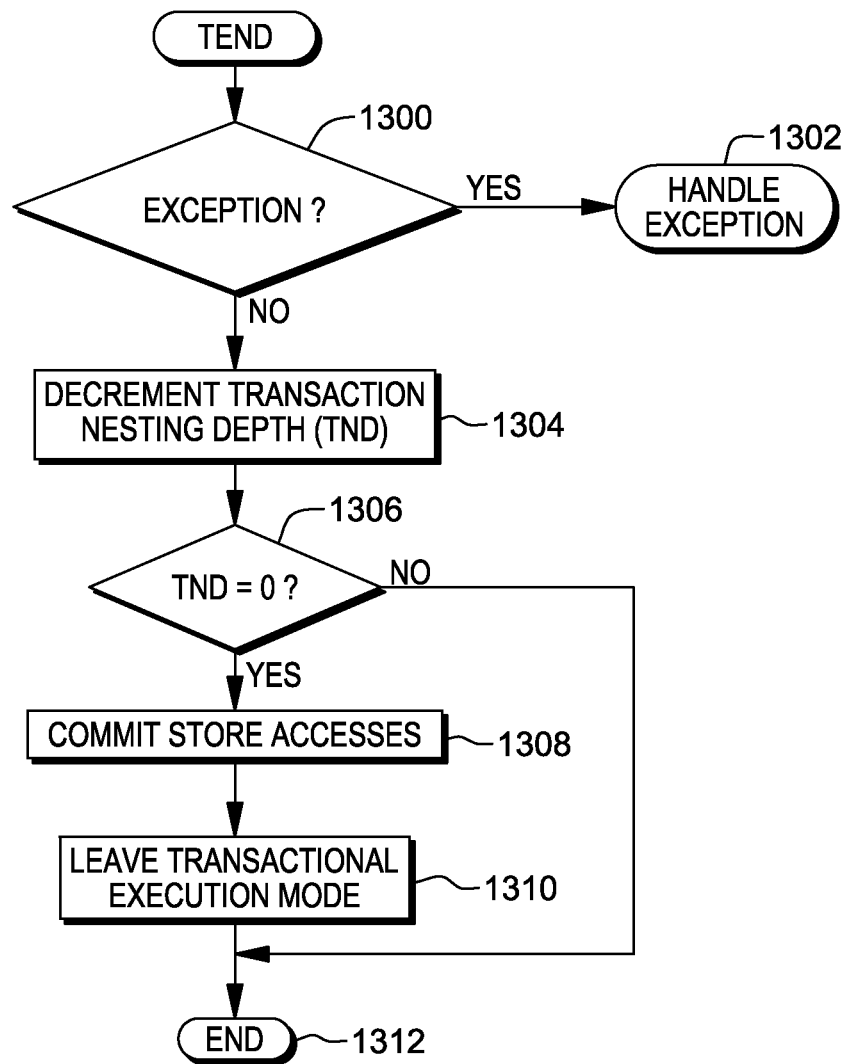 TEND
1300
EXCEPTION ?
YES
1302
HANDLE
EXCEPTION
NO
DECREMENT TRANSACTION
NESTING DEPTH (TND)
1304
1306
TND = 0 ?
NO
YES
COMMIT STORE ACCESSES
1308
LEAVE TRANSACTIONAL
EXECUTION MODE
1310
END
1312